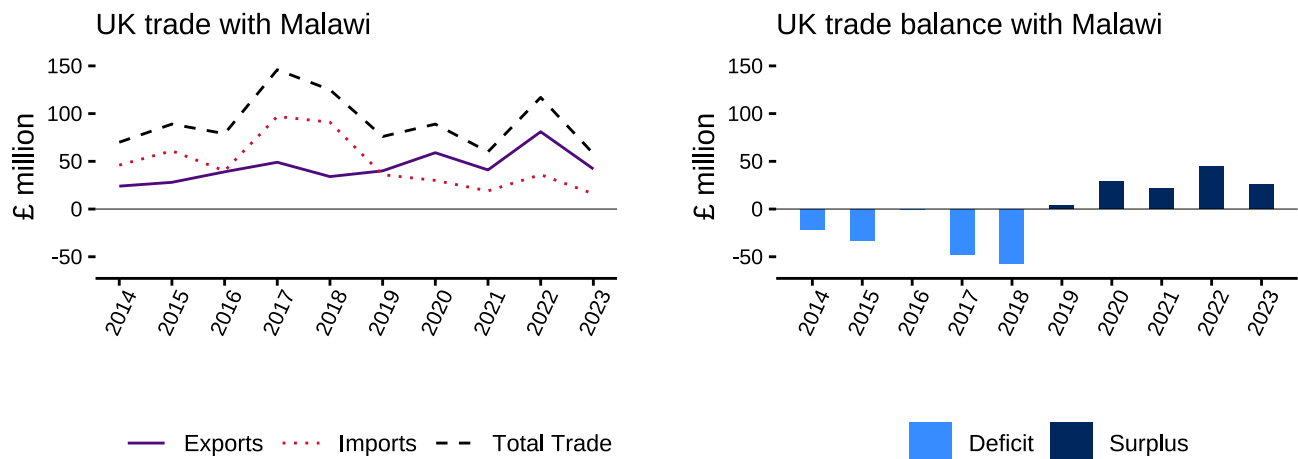 UK trade with Malawi
£ million
150
100
50
0
-50
2014 2015 2016 2017 2018 2019 2020 2021 2022 2023
Exports Imports Total Trade
UK trade balance with Malawi
£ million
150
100
50
0
-50
2014 2015 2016 2017 2018 2019 2020 2021 2022 2023
Deficit Surplus